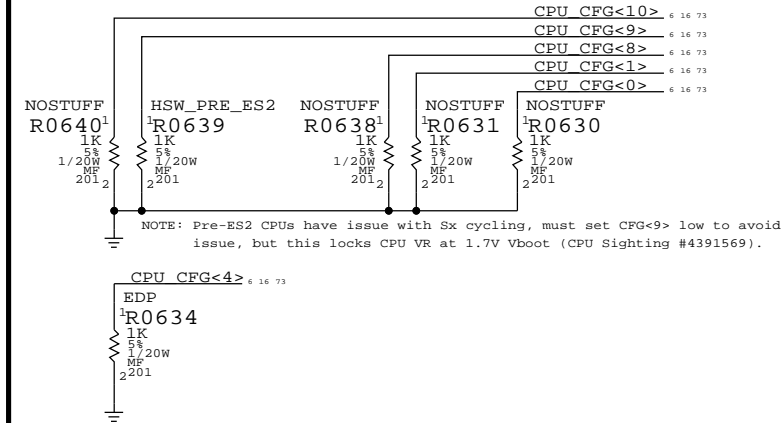 CPU_CFG<10> 6 16 73
CPU_CFG<9> 6 16 73
CPU_CFG<8> 6 16 73
CPU_CFG<1> 6 16 73
CPU_CFG<0> 6 16 73
NOSTUFF HSW_PRE_ES2 NOSTUFF NOSTUFF NOSTUFF
R0640 1 1 R0639 R0638 1 1 R0631 1 R0630
1K 1K 1K 1K 1K
5% 5% 5% 5% 5%
1/20W 1/20W 1/20W 1/20W 1/20W
MF MF MF MF MF
201 2 2 201 201 2 2 201 2 201
NOTE: Pre-ES2 CPUs have issue with Sx cycling, must set CFG<9> low to avoid
issue, but this locks CPU VR at 1.7V Vboot (CPU Sighting #4391569).
CPU_CFG<4> 6 16 73
EDP
1 R0634
1K
5%
1/20W
MF
2 201